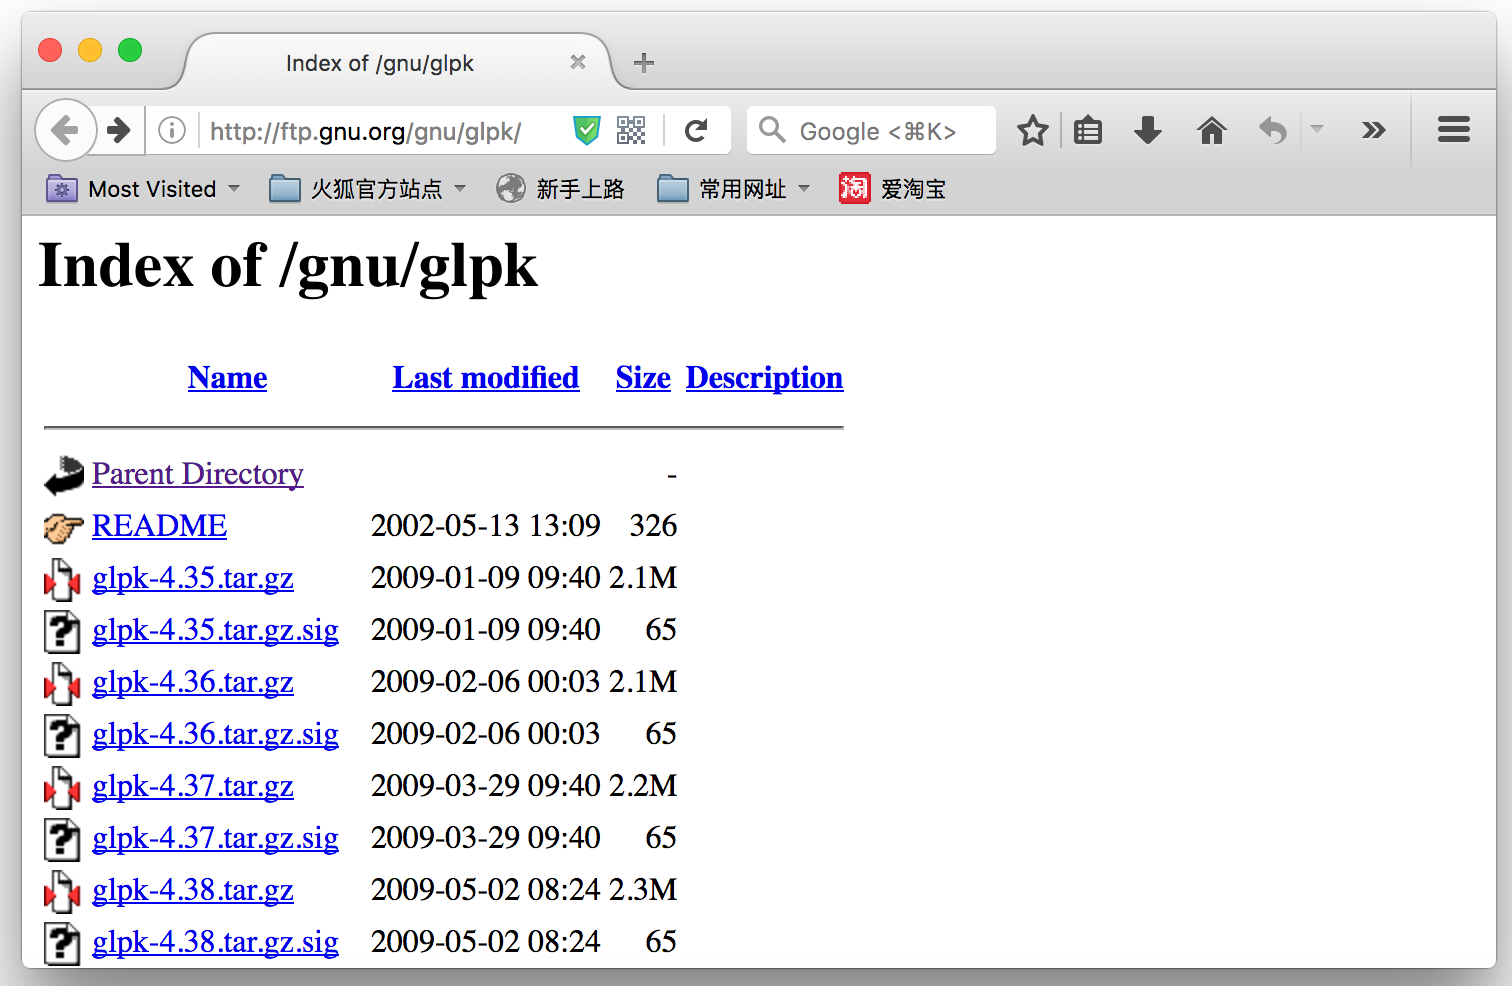 Index of /gnu/glpk
http://ftp.gnu.org/gnu/glpk/ Google <⌘K>
Most Visited 火狐官方站点 新手上路 常用网址 淘 爱淘宝
Index of /gnu/glpk
Name Last modified Size Description
Parent Directory -
README 2002-05-13 13:09 326
glpk-4.35.tar.gz 2009-01-09 09:40 2.1M
glpk-4.35.tar.gz.sig 2009-01-09 09:40 65
glpk-4.36.tar.gz 2009-02-06 00:03 2.1M
glpk-4.36.tar.gz.sig 2009-02-06 00:03 65
glpk-4.37.tar.gz 2009-03-29 09:40 2.2M
glpk-4.37.tar.gz.sig 2009-03-29 09:40 65
glpk-4.38.tar.gz 2009-05-02 08:24 2.3M
glpk-4.38.tar.gz.sig 2009-05-02 08:24 65